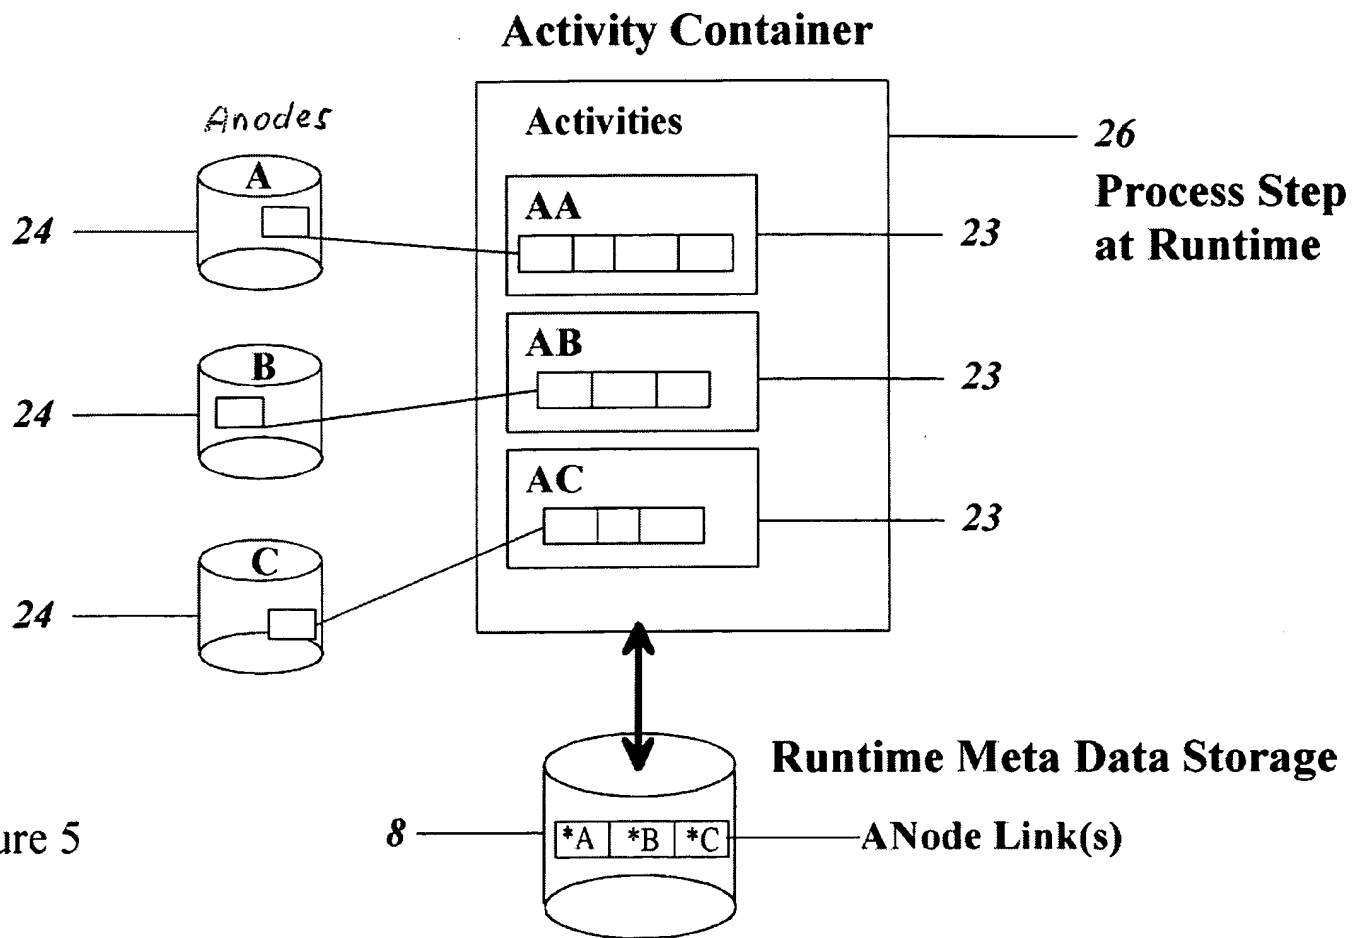 Activity Container
Anodes
Activities
26
Process Step
at Runtime
A
24
AA
23
B
24
AB
23
C
24
AC
23
Runtime Meta Data Storage
8
*A *B *C
ANode Link(s)
ure 5